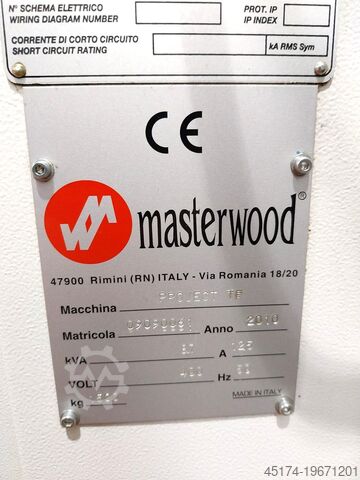 N° SCHEMA ELETTRICO
WIRING DIAGRAM NUMBER
PROT. IP
IP INDEX
CORRENTE DI CORTO CIRCUITO
SHORT CIRCUIT RATING
kA RMS Sym
CE
masterwood®
47900 Rimini (RN) ITALY - Via Romania 18/20
Macchina PROJECT TF
Matricola Anno 2010
kVA A 125
VOLT 400 Hz
kg
MADE IN ITALY
45174-19671201